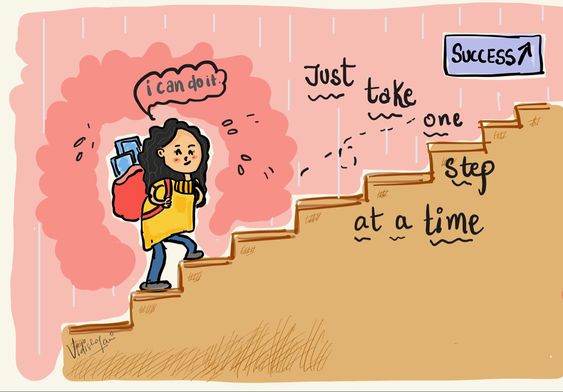 SUCCESS↗
i can do it.
Just
take
one
step
at a time